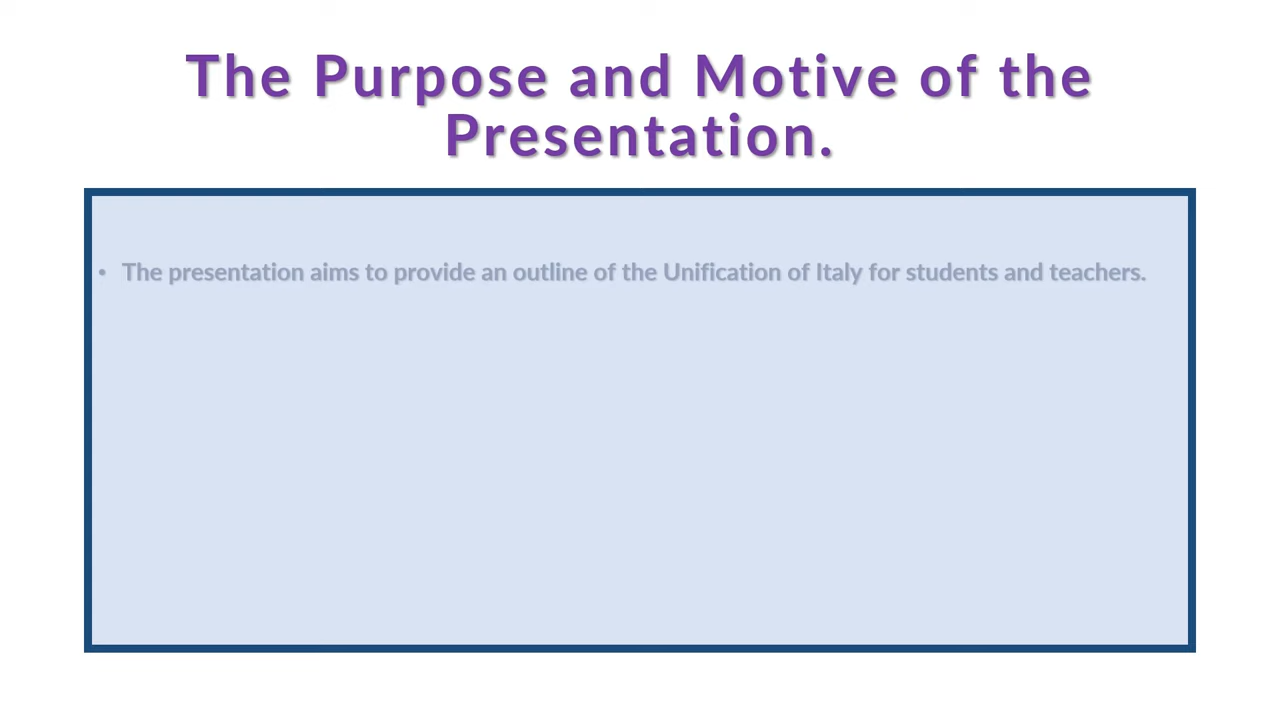 The Purpose and Motive of the
Presentation.
• The presentation aims to provide an outline of the Unification of Italy for students and teachers.